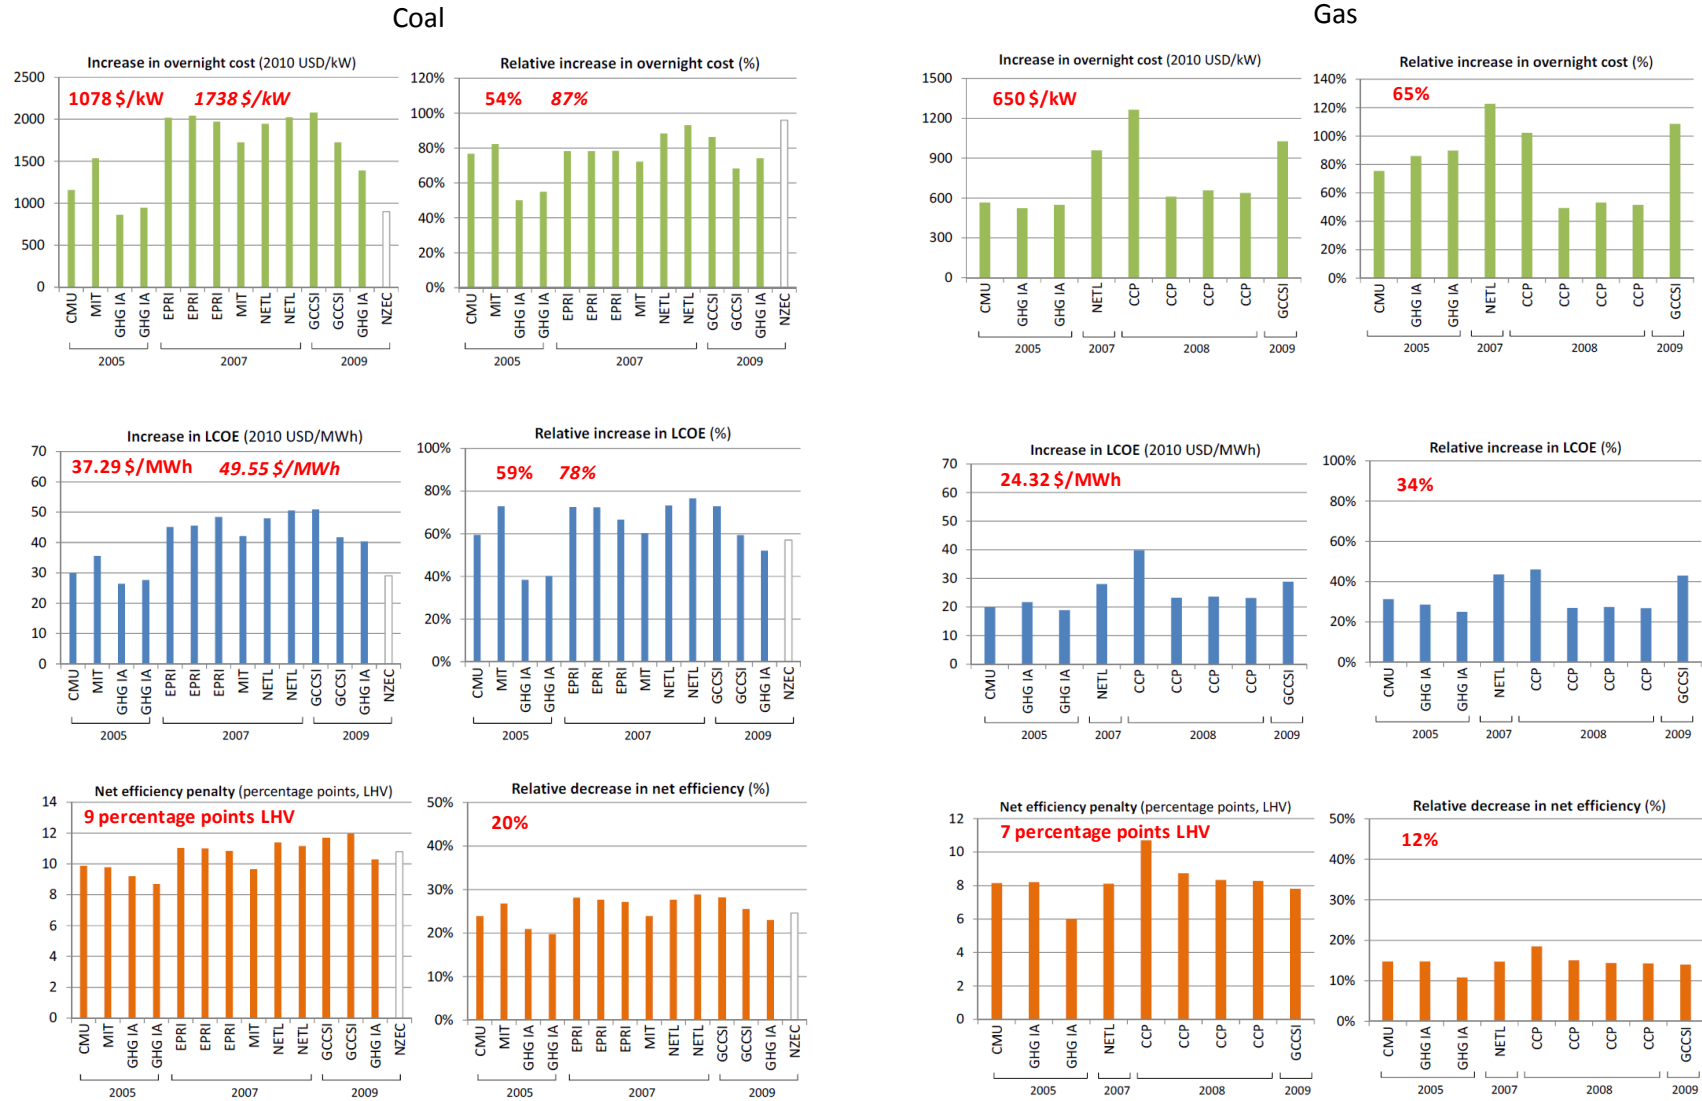 Coal
Gas
Increase in overnight cost (2010 USD/kW)
1078 $/kW 1738 $/kW
2500
2000
1500
1000
500
0
CMU
MIT
GHG IA
GHG IA
EPRI
EPRI
EPRI
MIT
NETL
NETL
GCCSI
GCCSI
GHG IA
NZEC
2005 2007 2009
Relative increase in overnight cost (%)
54% 87%
120%
100%
80%
60%
40%
20%
0%
CMU
MIT
GHG IA
GHG IA
EPRI
EPRI
EPRI
MIT
NETL
NETL
GCCSI
GCCSI
GHG IA
NZEC
2005 2007 2009
Increase in overnight cost (2010 USD/kW)
650 $/kW
1500
1200
900
600
300
0
CMU
GHG IA
GHG IA
NETL
CCP
CCP
CCP
CCP
GCCSI
2005 2007 2008 2009
Relative increase in overnight cost (%)
65%
140%
120%
100%
80%
60%
40%
20%
0%
CMU
GHG IA
GHG IA
NETL
CCP
CCP
CCP
CCP
GCCSI
2005 2007 2008 2009
Increase in LCOE (2010 USD/MWh)
37.29 $/MWh 49.55 $/MWh
70
60
50
40
30
20
10
0
CMU
MIT
GHG IA
GHG IA
EPRI
EPRI
EPRI
MIT
NETL
NETL
GCCSI
GCCSI
GHG IA
NZEC
2005 2007 2009
Relative increase in LCOE (%)
59% 78%
100%
80%
60%
40%
20%
0%
CMU
MIT
GHG IA
GHG IA
EPRI
EPRI
EPRI
MIT
NETL
NETL
GCCSI
GCCSI
GHG IA
NZEC
2005 2007 2009
Increase in LCOE (2010 USD/MWh)
24.32 $/MWh
70
60
50
40
30
20
10
0
CMU
GHG IA
GHG IA
NETL
CCP
CCP
CCP
CCP
GCCSI
2005 2007 2008 2009
Relative increase in LCOE (%)
34%
100%
80%
60%
40%
20%
0%
CMU
GHG IA
GHG IA
NETL
CCP
CCP
CCP
CCP
GCCSI
2005 2007 2008 2009
Net efficiency penalty (percentage points, LHV)
9 percentage points LHV
14
12
10
8
6
4
2
0
CMU
MIT
GHG IA
GHG IA
EPRI
EPRI
EPRI
MIT
NETL
NETL
GCCSI
GCCSI
GHG IA
NZEC
2005 2007 2009
Relative decrease in net efficiency (%)
20%
50%
40%
30%
20%
10%
0%
CMU
MIT
GHG IA
GHG IA
EPRI
EPRI
EPRI
MIT
NETL
NETL
GCCSI
GCCSI
GHG IA
NZEC
2005 2007 2009
Net efficiency penalty (percentage points, LHV)
7 percentage points LHV
12
10
8
6
4
2
0
CMU
GHG IA
GHG IA
NETL
CCP
CCP
CCP
CCP
GCCSI
2005 2007 2008 2009
Relative decrease in net efficiency (%)
12%
50%
40%
30%
20%
10%
0%
CMU
GHG IA
GHG IA
NETL
CCP
CCP
CCP
CCP
GCCSI
2005 2007 2008 2009